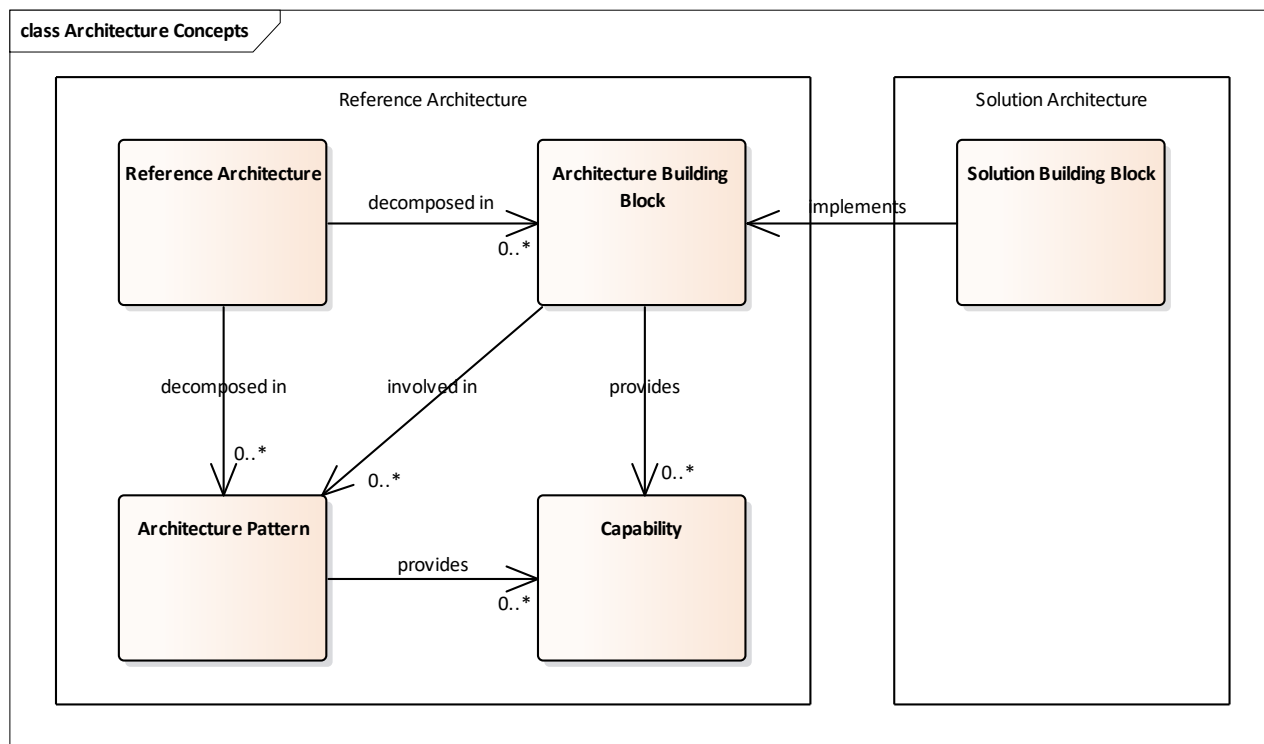 class Architecture Concepts
Reference Architecture
Solution Architecture
Reference Architecture
Architecture Building
Block
Solution Building Block
decomposed in
implements
0..*
decomposed in
involved in
provides
0..*
0..*
0..*
Architecture Pattern
Capability
provides
0..*